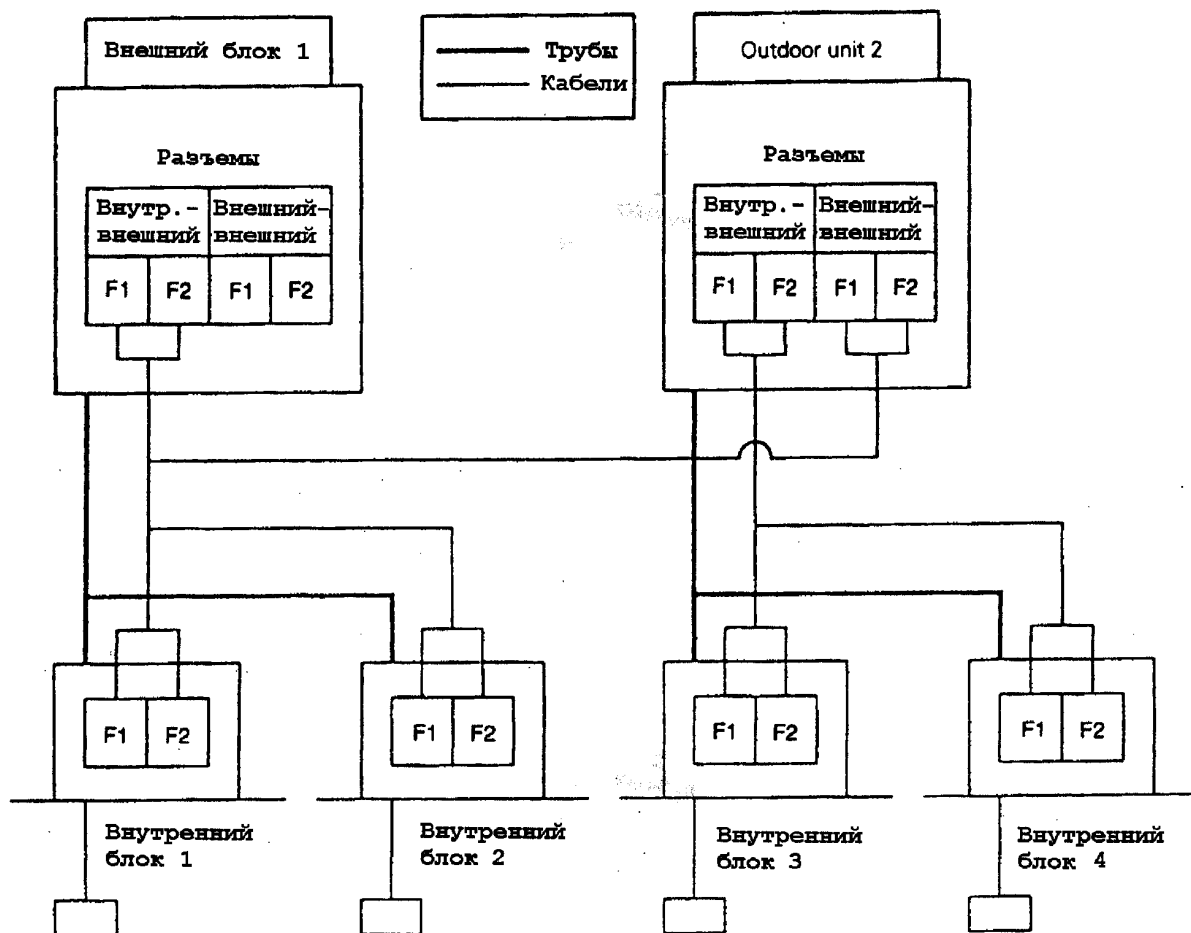 Внешний блок 1
Трубы
Кабели
Outdoor unit 2
Разъемы
Внутр.- Внешний-
внешний внешний
F1 F2 F1 F2
Разъемы
Внутр.- Внешний-
внешний внешний
F1 F2 F1 F2
F1 F2
F1 F2
F1 F2
F1 F2
Внутренний
блок 1
Внутренний
блок 2
Внутренний
блок 3
Внутренний
блок 4